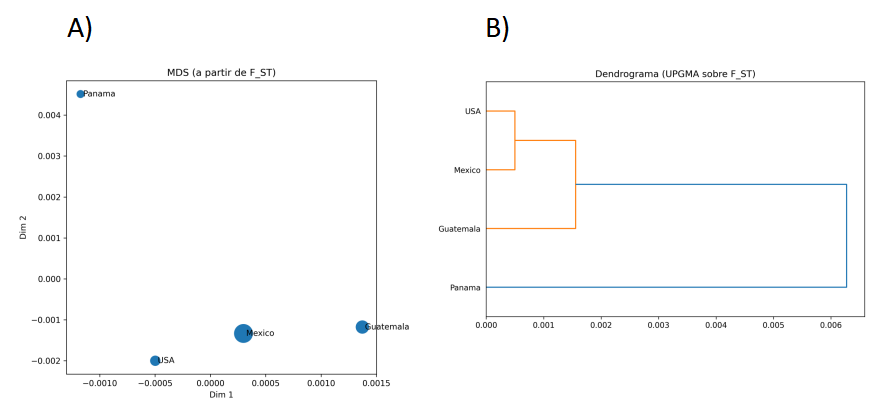 A)
B)
MDS (a partir de F_ST)
Panama
0.004
0.003
0.002
0.001
0.000
−0.001
−0.002
Dim 2
Mexico
Guatemala
USA
−0.0010
−0.0005
0.0000
0.0005
0.0010
0.0015
Dim 1
Dendrograma (UPGMA sobre F_ST)
USA
Mexico
Guatemala
Panama
0.000
0.001
0.002
0.003
0.004
0.005
0.006